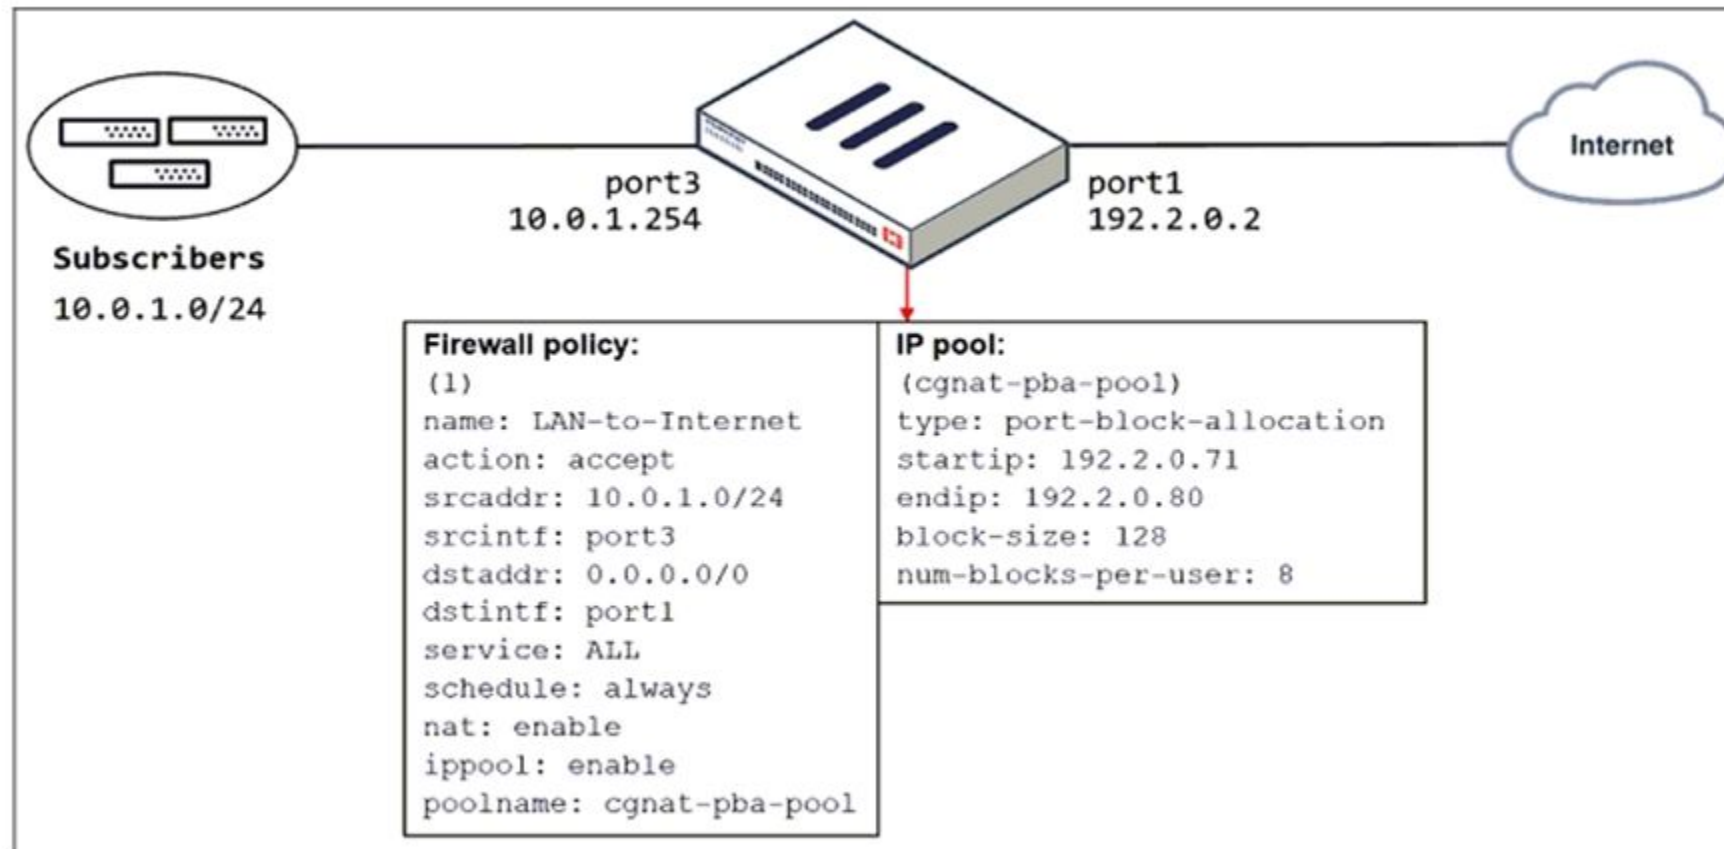 Internet
port3
10.0.1.254
port1
192.2.0.2
Subscribers
10.0.1.0/24
Firewall policy:
(1)
name: LAN-to-Internet
action: accept
srcaddr: 10.0.1.0/24
srcintf: port3
dstaddr: 0.0.0.0/0
dstintf: port1
service: ALL
schedule: always
nat: enable
ippool: enable
poolname: cgnat-pba-pool
IP pool:
(cgnat-pba-pool)
type: port-block-allocation
startip: 192.2.0.71
endip: 192.2.0.80
block-size: 128
num-blocks-per-user: 8